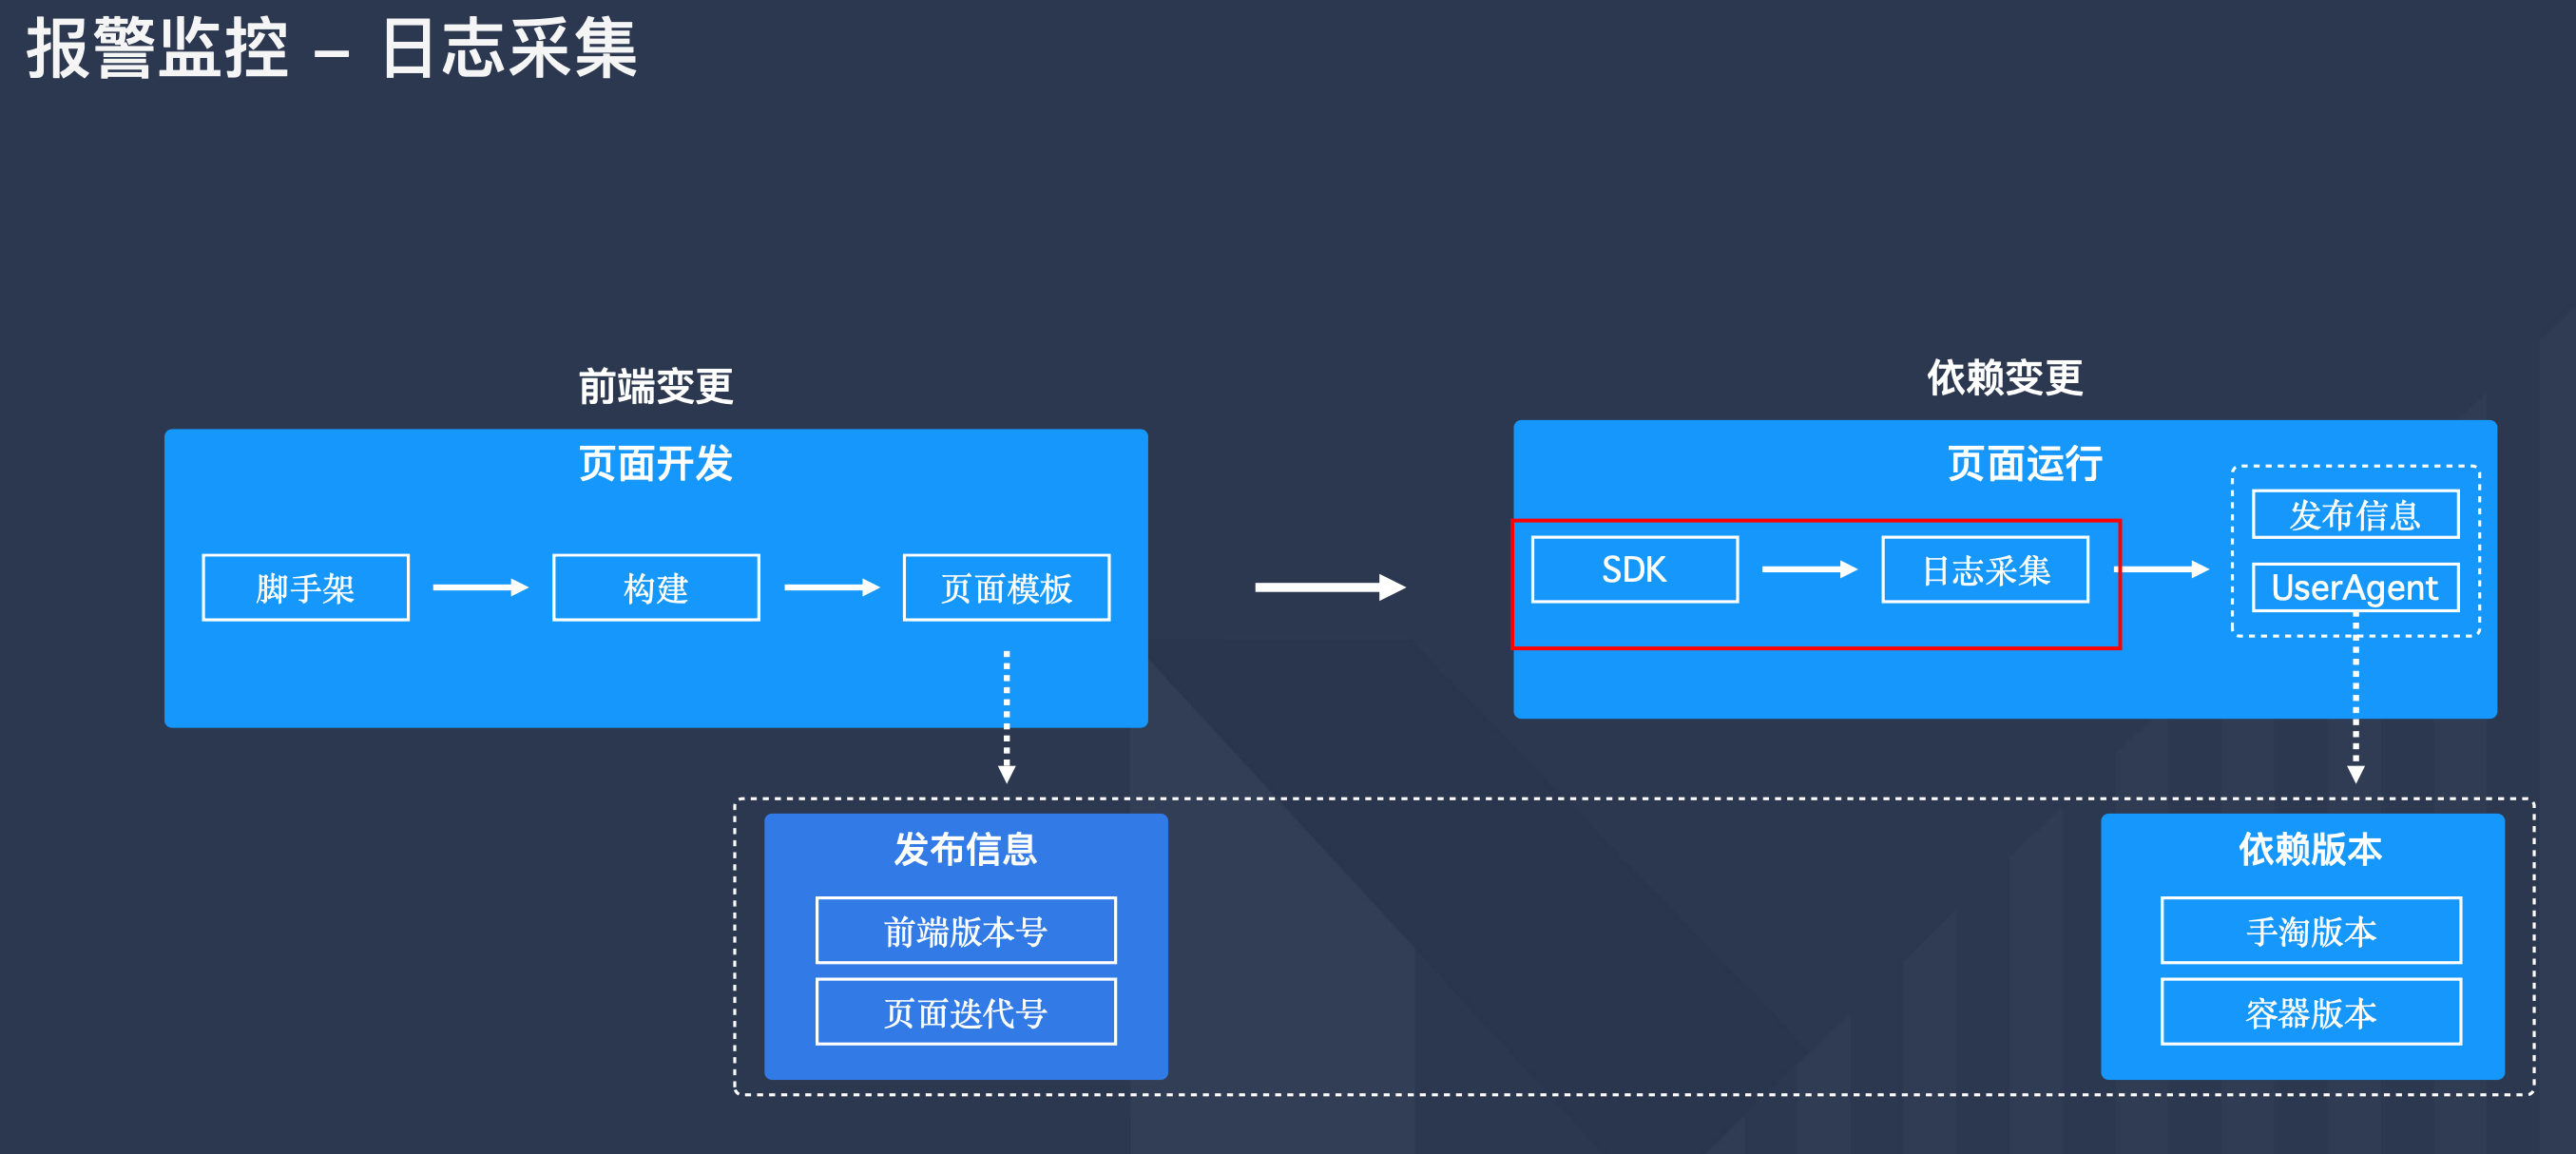 报警监控 – 日志采集
前端变更
页面开发
脚手架
构建
页面模板
依赖变更
页面运行
SDK
日志采集
发布信息
UserAgent
发布信息
前端版本号
页面迭代号
依赖版本
手淘版本
容器版本